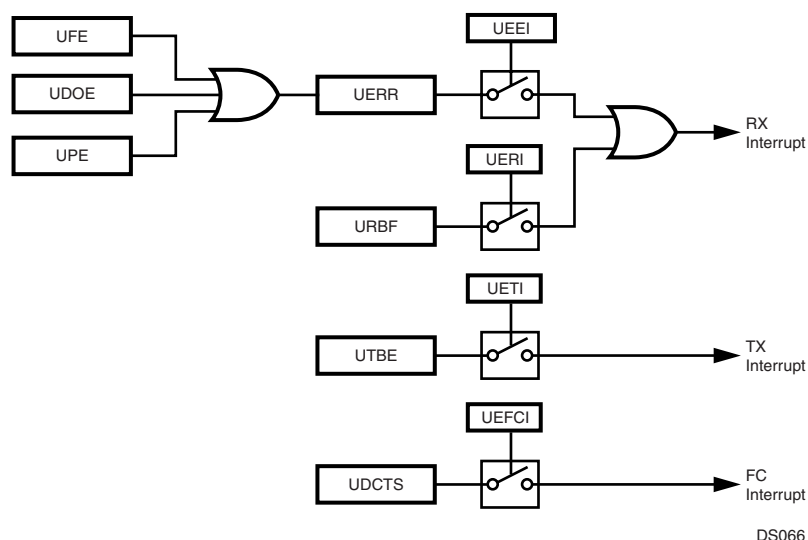 UFE
UDOE
UPE
UERR
UEEI
RX
Interrupt
UERI
URBF
UETI
UTBE
TX
Interrupt
UEFCI
UDCTS
FC
Interrupt
DS066